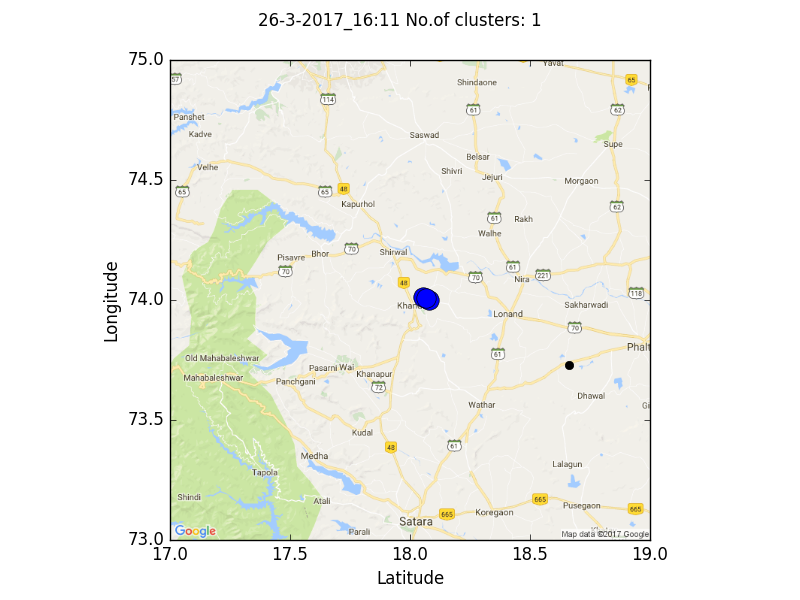 26-3-2017_16:11 No.of clusters: 1
75.0
Yavat
57
65
Shindaone
114
61
62
Panshet
Kadve
Saswad
Supe
Belsar
Velhe
Shivri
Jejuri
74.5
Morgaon
65
65
48
Kapurhol
62
61
Rakh
Walhe
Bhor
70
Shirwal
Pisavre
70
61
221
70
Nira
48
118
74.0
Khan
Sakharwadi
Lonand
70
Phalt
Old Mahabaleshwar
61
Pasarni Wai
Khanapur
Mahabaleshwar
Panchgani
72
Dhawal
Wathar
Gi
73.5
Kudal
48
61
Medha
Lalagun
Tapola
Shindi
Atali
665
665
Pusegaon
665
Koregaon
Satara
Parali
Google
Map data ©2017 Google
73.0
17.0 17.5 18.0 18.5 19.0
Latitude
Longitude